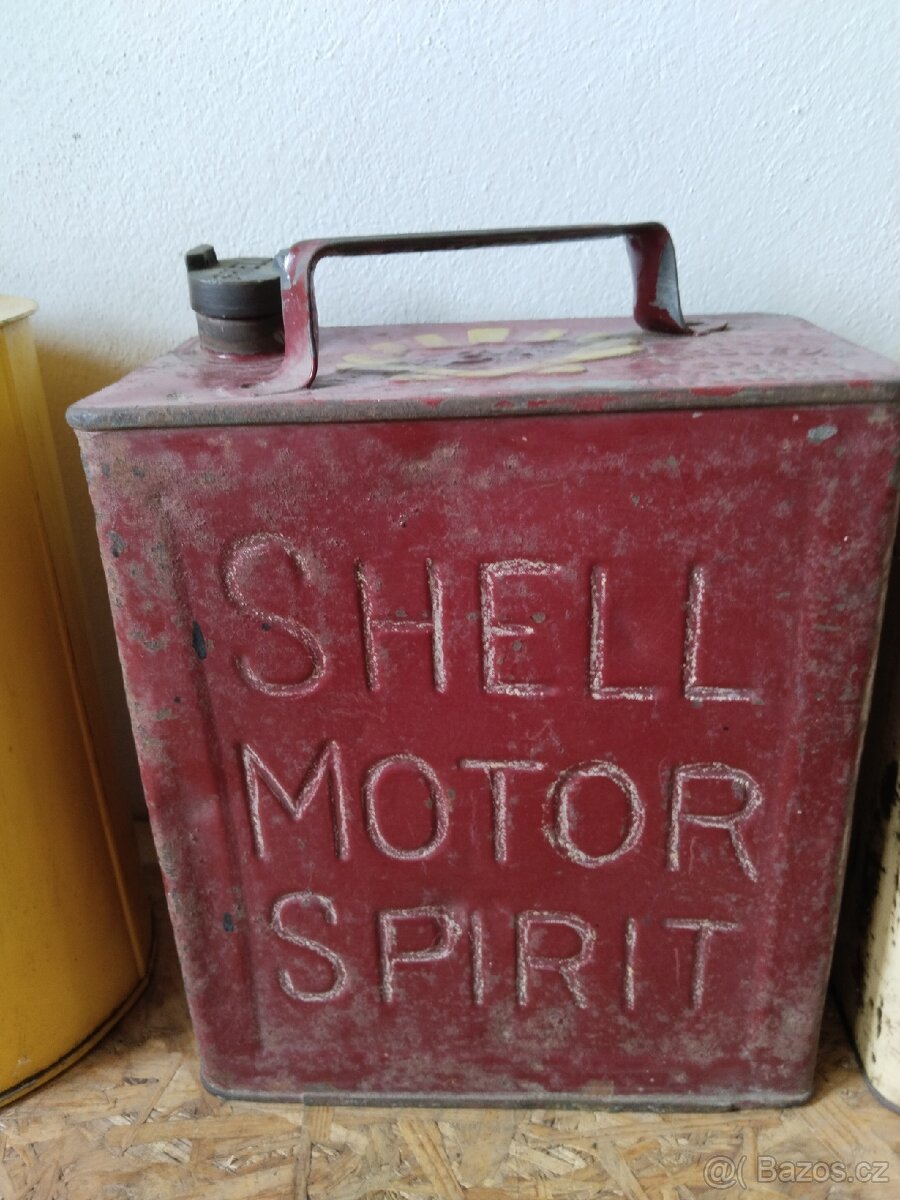 SHELL
MOTOR
SPIRIT
@( Bazos.cz